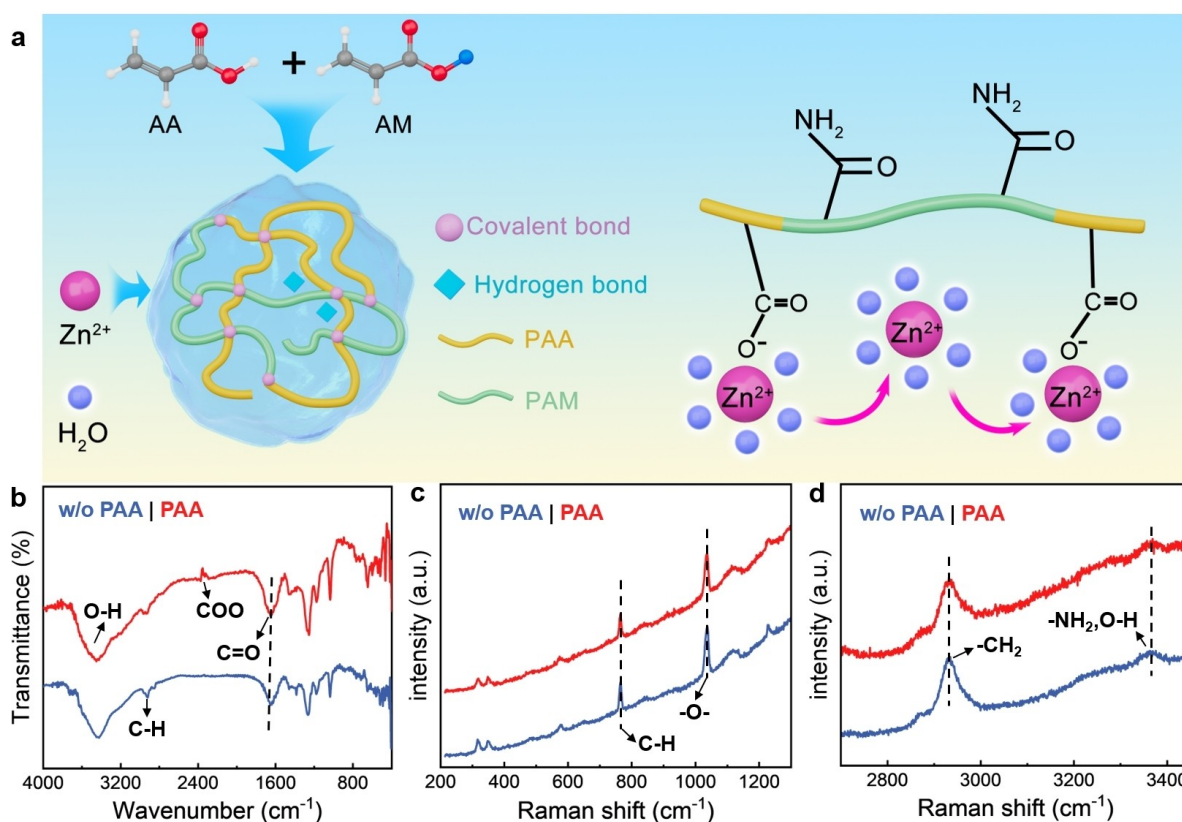 a
AA
+
AM
Zn²⁺
H₂O
Covalent bond
Hydrogen bond
PAA
PAM
NH₂
O
NH₂
O
C=O
O⁻
Zn²⁺
Zn²⁺
C=O
O⁻
Zn²⁺
b
w/o PAA | PAA
Transmittance (%)
O-H
COO
C=O
C-H
4000 3200 2400 1600 800
Wavenumber (cm⁻¹)
c
w/o PAA | PAA
intensity (a.u.)
-O-
C-H
200 400 600 800 1000 1200
Raman shift (cm⁻¹)
d
w/o PAA | PAA
intensity (a.u.)
-NH₂,O-H
-CH₂
2800 3000 3200 3400
Raman shift (cm⁻¹)